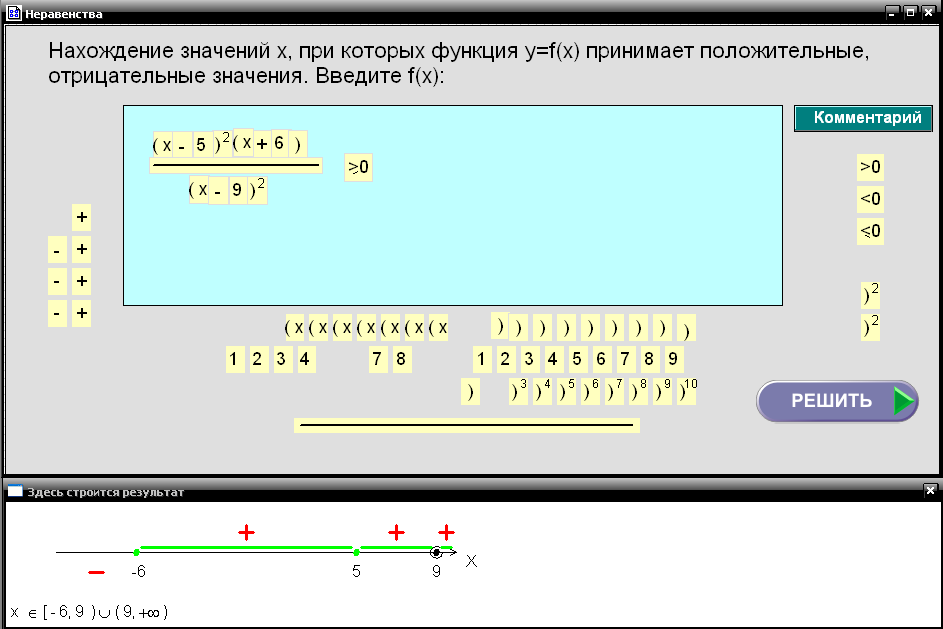 Неравенства
Нахождение значений x, при которых функция y=f(x) принимает положительные,
отрицательные значения. Введите f(x):
Комментарий
(x - 5 )² (x + 6 )
(x - 9 )²
⩾0
>0
<0
⩽0
+
- +
- +
- +
)²
)²
(x (x (x (x (x (x (x ) ) ) ) ) ) ) ) )
1 2 3 4 7 8 1 2 3 4 5 6 7 8 9
) )³ )⁴ )⁵ )⁶ )⁷ )⁸ )⁹ )¹⁰
РЕШИТЬ
Здесь строится результат
+ + +
− -6 5 9 X
x ∈ [ -6, 9 ) ∪ ( 9, +∞ )